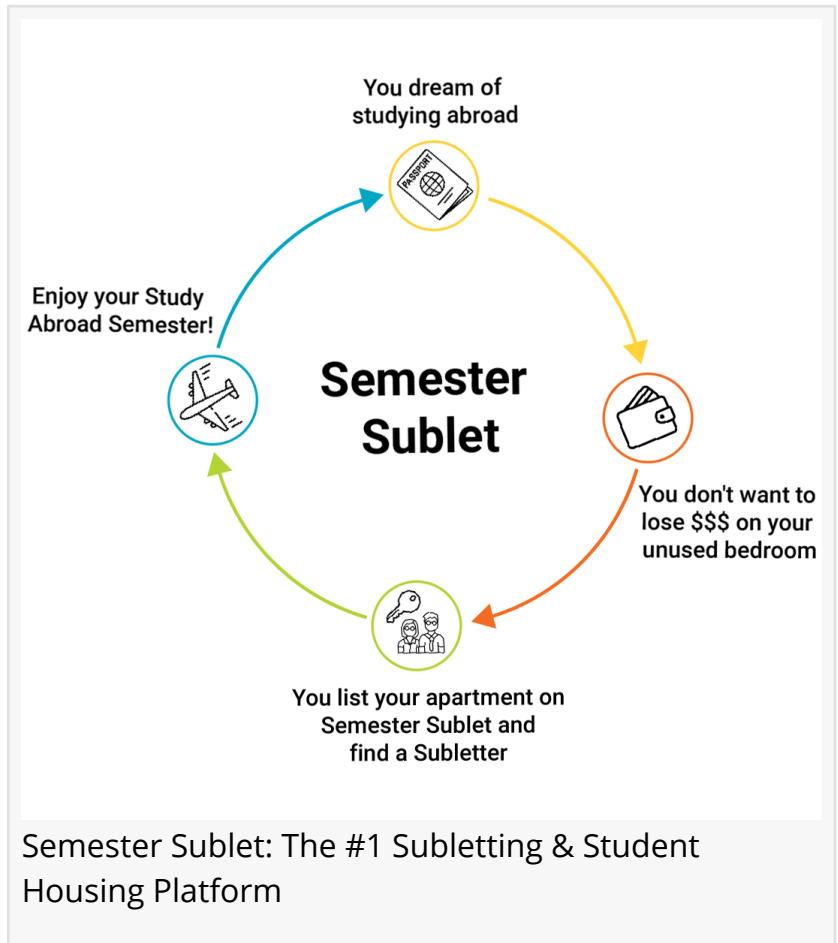 You dream of
studying abroad
PASSPORT
Enjoy your Study
Abroad Semester!
Semester
Sublet
You don't want to
lose $$$ on your
unused bedroom
You list your apartment on
Semester Sublet and
find a Subletter
Semester Sublet: The #1 Subletting & Student
Housing Platform